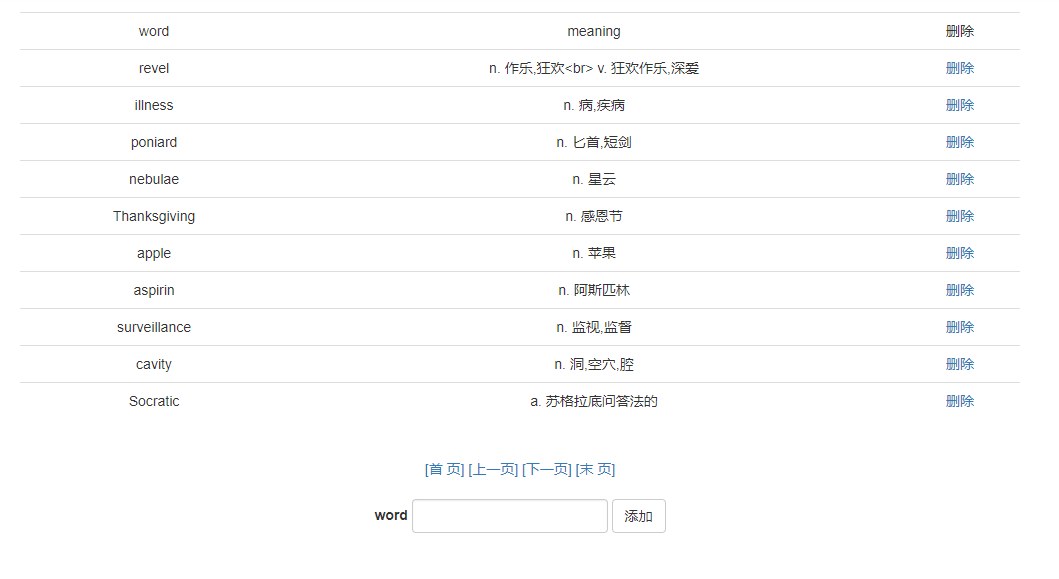 word meaning 删除
revel n. 作乐,狂欢<br> v. 狂欢作乐,深爱 删除
illness n. 病,疾病 删除
poniard n. 匕首,短剑 删除
nebulae n. 星云 删除
Thanksgiving n. 感恩节 删除
apple n. 苹果 删除
aspirin n. 阿斯匹林 删除
surveillance n. 监视,监督 删除
cavity n. 洞,空穴,腔 删除
Socratic a. 苏格拉底问答法的 删除
[首 页] [上一页] [下一页] [末 页]
word 添加